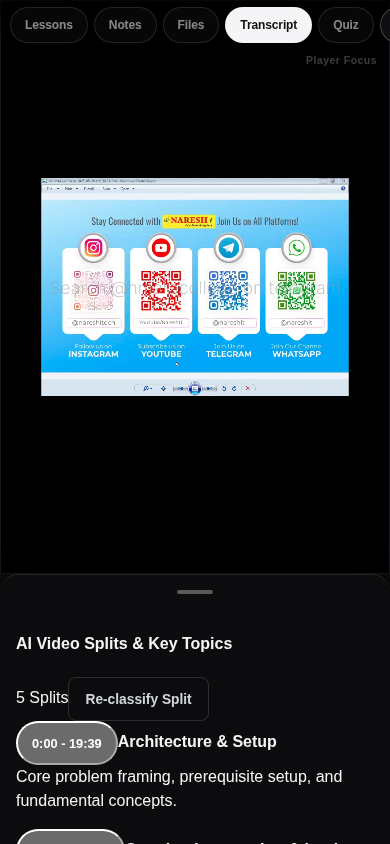 Lessons
Notes
Files
Transcript
Quiz
Player Focus
Stay Connected with NARESH i Join Us on All Platforms!
@nareshitech
Youtube/nareshit
@nareshit
@nareshit
Follow us on
INSTAGRAM
Subscribe us on
YOUTUBE
Join Us on
TELEGRAM
Join Our Channel
WHATSAPP
AI Video Splits & Key Topics
5 Splits
Re-classify Split
0:00 - 19:39
Architecture & Setup
Core problem framing, prerequisite setup, and
fundamental concepts.